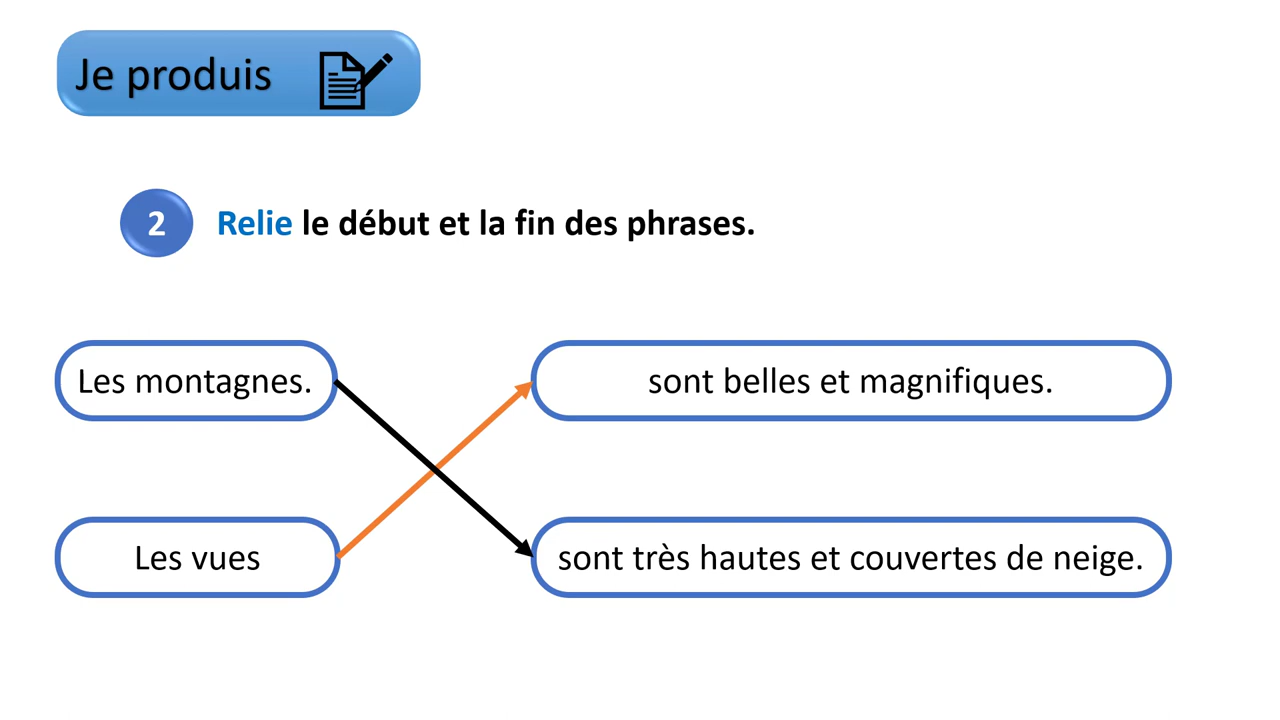 Je produis
2 Relie le début et la fin des phrases.
Les montagnes. sont belles et magnifiques.
Les vues sont très hautes et couvertes de neige.